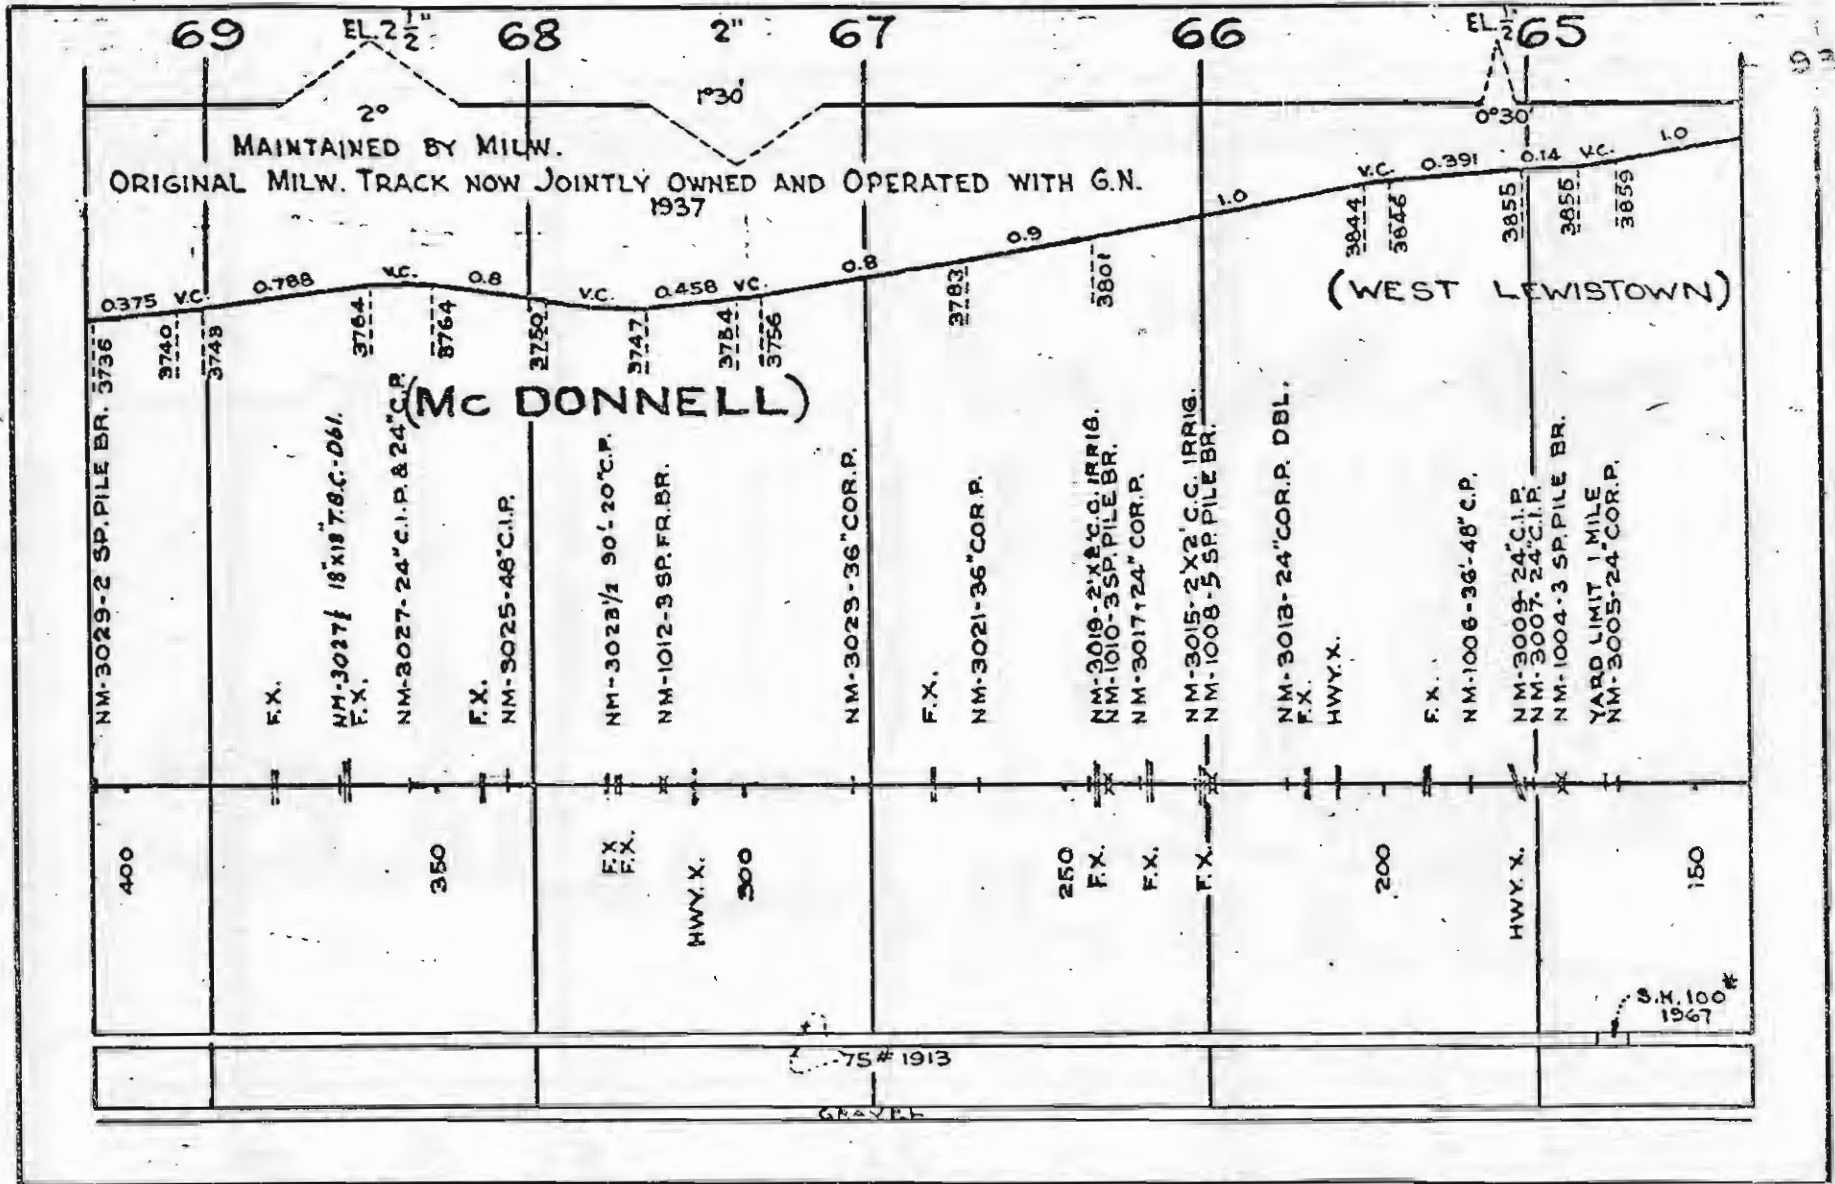 69 EL. 2½" 68 2" 67 66 EL. ½" 65
2° 1°30' 0°30'
MAINTAINED BY MILW.
ORIGINAL MILW. TRACK NOW JOINTLY OWNED AND OPERATED WITH G.N.
1937
0.375 V.C. 0.788 V.C. 0.8 V.C. 0.458 V.C. 0.8 0.9 1.0 V.C. 0.391 0.14 V.C. 1.0
3736
3740
3743
3764
3764
3750
3747
3754
3756
3783
3801
3844
3846
3855
3855
3859
(MC DONNELL)
(WEST LEWISTOWN)
NM-3029-2 SP. PILE BR.
F.X.
NM-3027½ 18"X18" T.B.C.-D61.
F.X.
NM-3027-24" C.I.P. & 24" C.P.
F.X.
NM-3025-48" C.I.P.
NM-3023½ 90'-20" C.P.
NM-1012-3 SP. FR. BR.
NM-3023-36" COR.P.
F.X.
NM-3021-36" COR.P.
NM-3019-2'X2' C.C. IRRIG.
NM-1010-3 SP. PILE BR.
NM-3017-24" COR.P.
NM-3015-2'X2' C.C. IRRIG.
NM-1008-5 SP. PILE BR.
NM-3013-24" COR.P. DBL.
F.X.
HWY.X.
F.X.
NM-1006-36'-48" C.P.
NM-3009-24" C.I.P.
NM-3007-24" C.I.P.
NM-1004-3 SP. PILE BR.
YARD LIMIT 1 MILE
NM-3005-24" COR.P.
400
350
F.X.
F.X.
HWY.X.
300
250
F.X.
F.X.
F.X.
200
HWY.X.
150
S.H. 100#
1967
75# 1913
GRAVEL